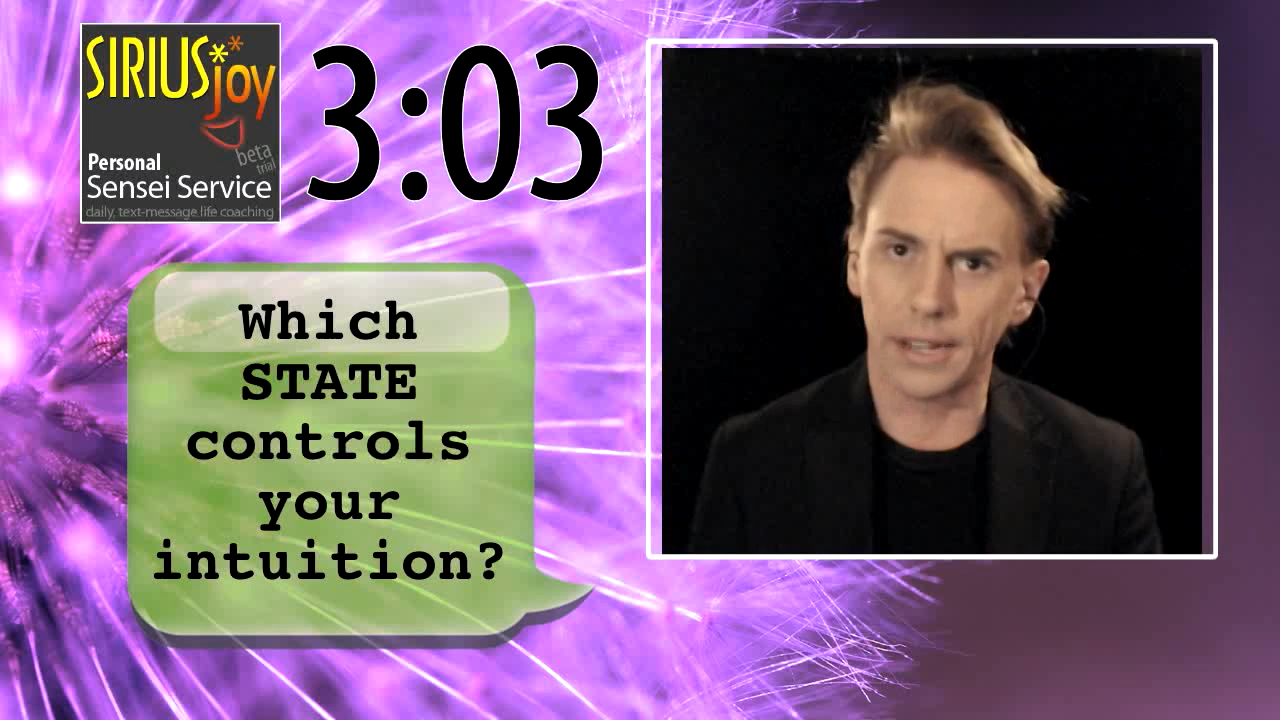 SIRIUS**joy
beta
trial
Personal
Sensei Service
daily, text-message life coaching
3:03
Which
STATE
controls
your
intuition?